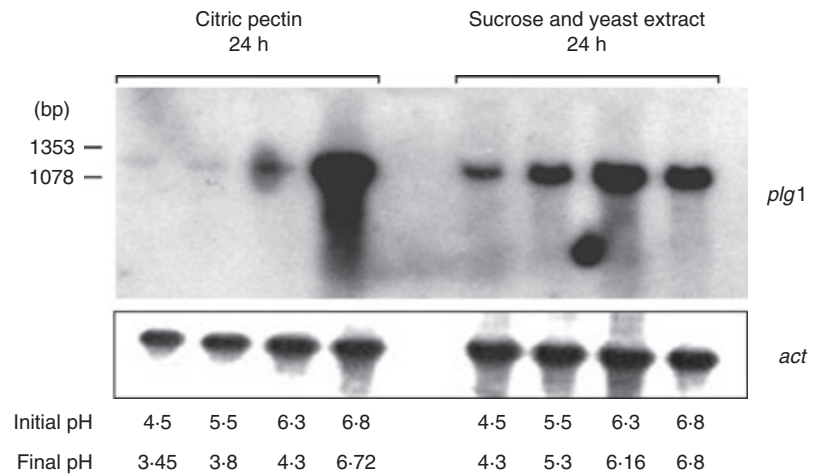 Citric pectin
24 h
Sucrose and yeast extract
24 h
(bp)
1353
1078
plg1
act
Initial pH 4·5 5·5 6·3 6·8 4·5 5·5 6·3 6·8
Final pH 3·45 3·8 4·3 6·72 4·3 5·3 6·16 6·8